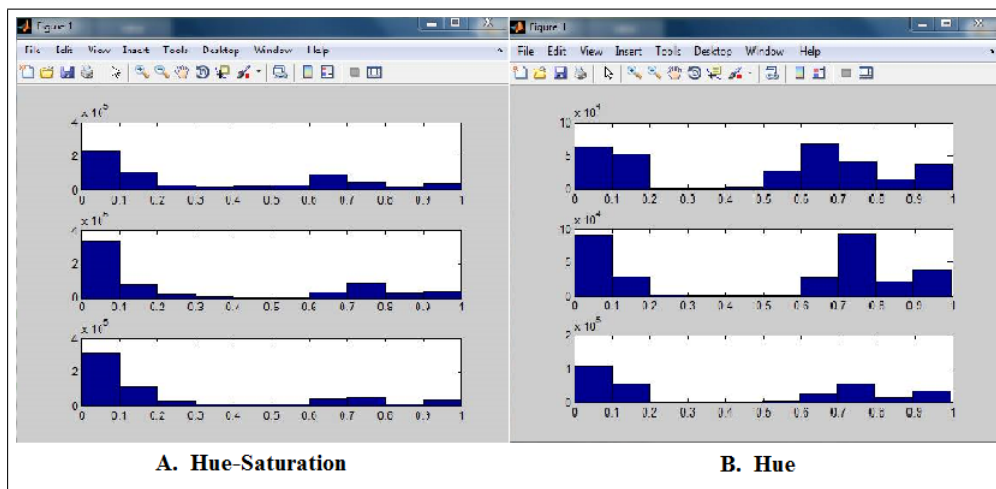 Figure 1
File Edit View Insert Tools Desktop Window Help
x 10^5
4
2
0
0 0.1 0.2 0.3 0.4 0.5 0.6 0.7 0.8 0.9 1
x 10^5
4
2
0
0 0.1 0.2 0.3 0.4 0.5 0.6 0.7 0.8 0.9 1
x 10^5
4
2
0
0 0.1 0.2 0.3 0.4 0.5 0.6 0.7 0.8 0.9 1
A. Hue-Saturation
Figure 1
File Edit View Insert Tools Desktop Window Help
x 10^4
10
5
0
0 0.1 0.2 0.3 0.4 0.5 0.6 0.7 0.8 0.9 1
x 10^4
10
5
0
0 0.1 0.2 0.3 0.4 0.5 0.6 0.7 0.8 0.9 1
x 10^5
2
1
0
0 0.1 0.2 0.3 0.4 0.5 0.6 0.7 0.8 0.9 1
B. Hue